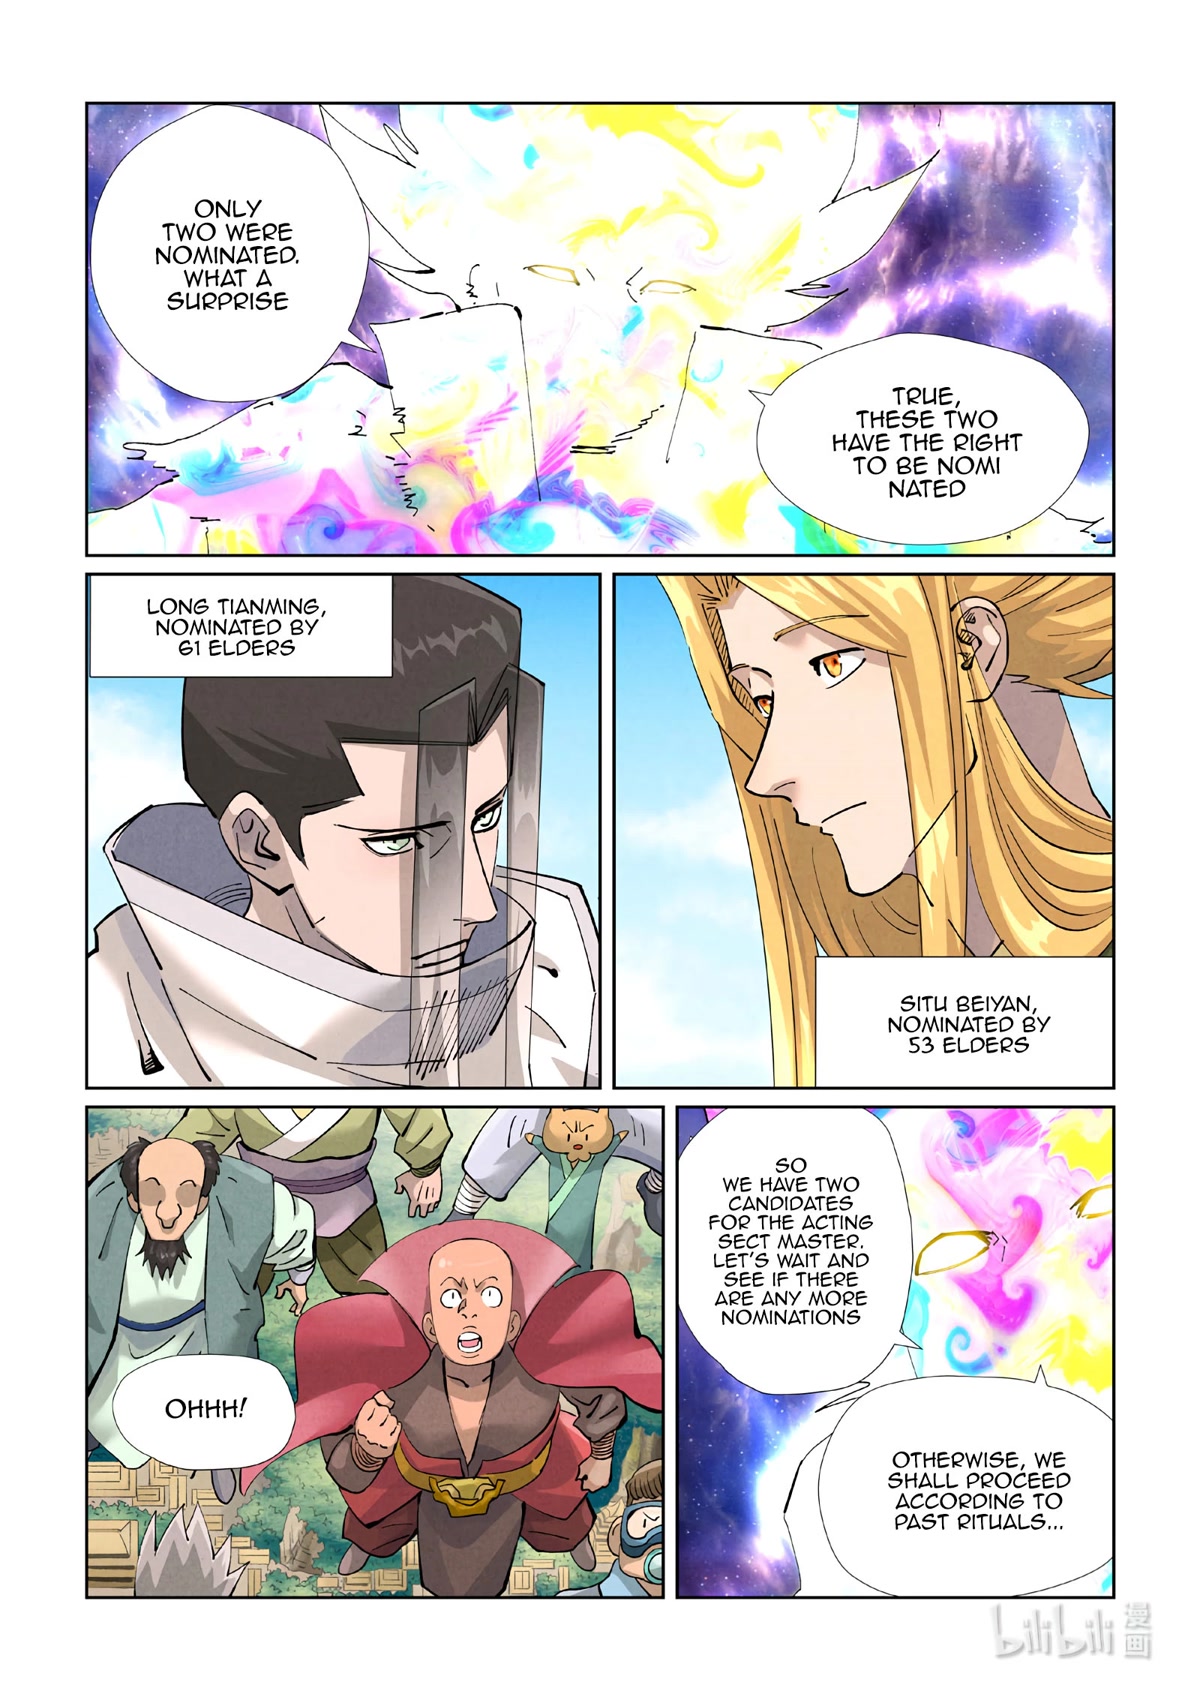 ONLY
TWO WERE
NOMINATED.
WHAT A
SURPRISE
TRUE,
THESE TWO
HAVE THE RIGHT
TO BE NOMI
NATED
LONG TIANMING,
NOMINATED BY
61 ELDERS
SITU BEIYAN,
NOMINATED BY
53 ELDERS
OHHH!
SO
WE HAVE TWO
CANDIDATES
FOR THE ACTING
SECT MASTER.
LET'S WAIT AND
SEE IF THERE
ARE ANY MORE
NOMINATIONS
OTHERWISE, WE
SHALL PROCEED
ACCORDING TO
PAST RITUALS...
bilibili 漫画